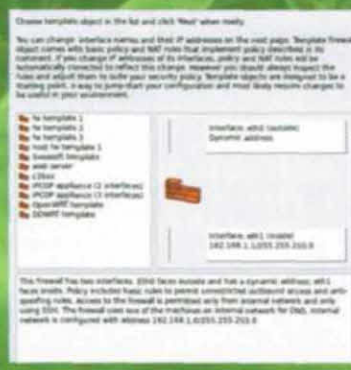 Choose template object in the list and click 'Next' when ready.
You can change interface names and their IP addresses on the next page. Template firewall
object comes with basic policy and NAT rules that implement policy described in its
comment. If you change IP addresses of its interfaces, policy and NAT rules will be
automatically corrected to reflect this change. However you should always inspect the
rules and adjust them to suite your security policy. Template objects are designed to be a
starting point, a way to jump-start your configuration and most likely require changes to
be useful in your environment.
fw template 1
fw template 2
fw template 3
host fw template 1
template
web server
c36xx
IPCOP appliance (2 interfaces)
IPCOP appliance (3 interfaces)
OpenWRT template
DDWRT template
interface: eth0 (outside)
Dynamic address
interface: eth1 (inside)
192.168.1.1/255.255.255.0
This firewall has two interfaces. Eth0 faces outside and has a dynamic address; eth1
faces inside. Policy includes basic rules to permit unrestricted outbound access and anti-
spoofing rules. Access to the firewall is permitted only from internal network and only
using SSH. The firewall uses one of the machines on internal network for DNS. Internal
network is configured with address 192.168.1.0/255.255.255.0